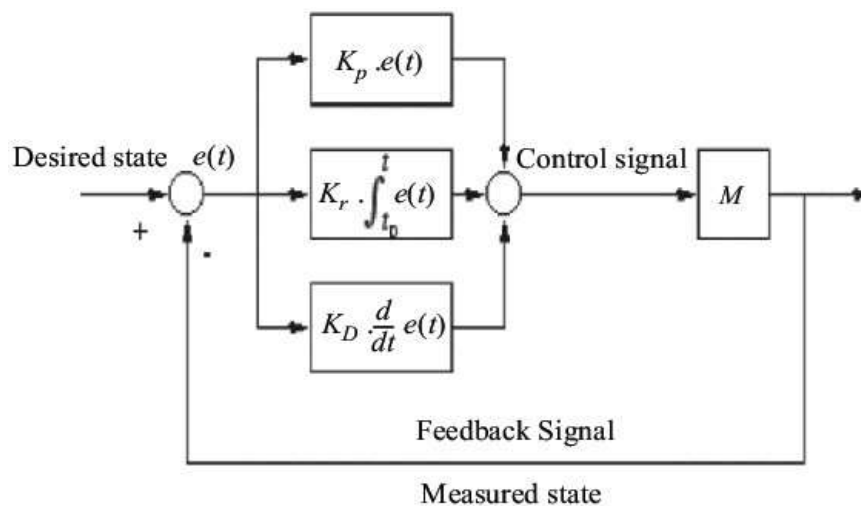 K_p .e(t)
Desired state e(t)
Control signal
K_r . ∫_{t_0}^{t} e(t)
M
+
-
K_D . d/dt e(t)
Feedback Signal
Measured state